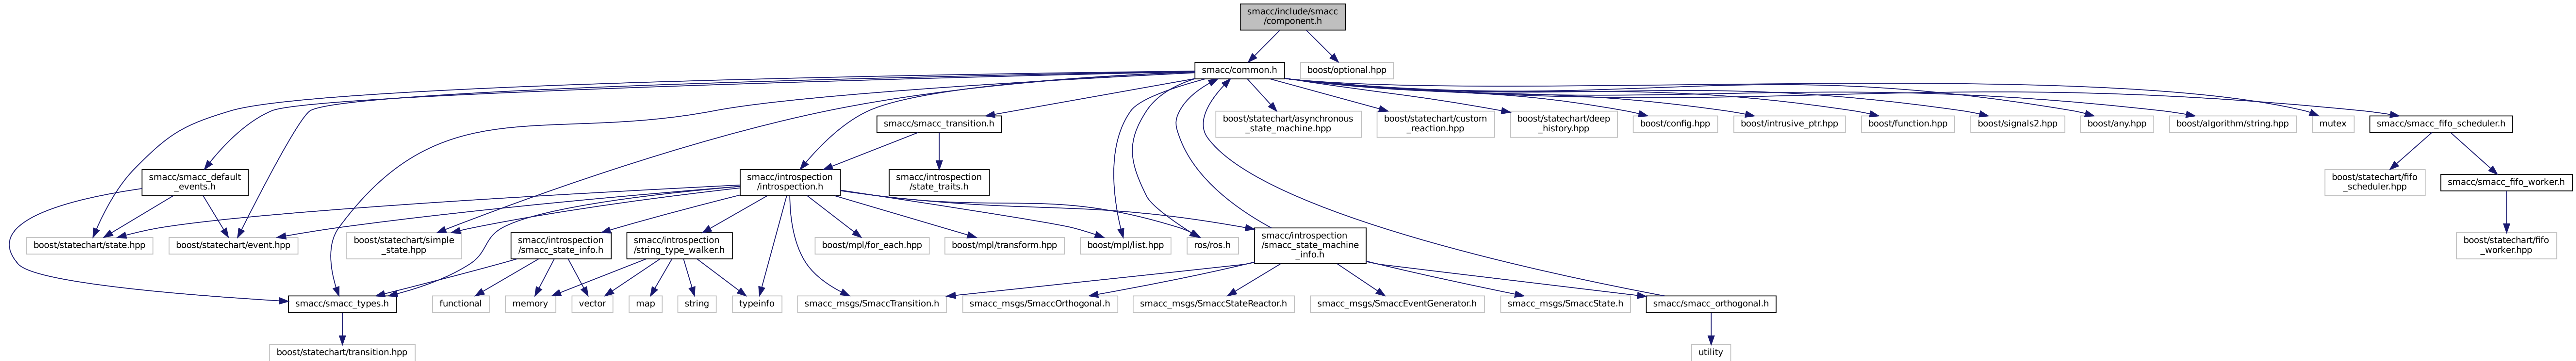 smacc/include/smacc
/component.h
smacc/common.h
boost/optional.hpp
smacc/smacc_transition.h
boost/statechart/asynchronous
_state_machine.hpp
boost/statechart/custom
_reaction.hpp
boost/statechart/deep
_history.hpp
boost/config.hpp
boost/intrusive_ptr.hpp
boost/function.hpp
boost/signals2.hpp
boost/any.hpp
boost/algorithm/string.hpp
mutex
smacc/smacc_fifo_scheduler.h
smacc/smacc_default
_events.h
smacc/introspection
/introspection.h
smacc/introspection
/state_traits.h
boost/statechart/fifo
_scheduler.hpp
smacc/smacc_fifo_worker.h
boost/statechart/state.hpp
boost/statechart/event.hpp
boost/statechart/simple
_state.hpp
smacc/introspection
/smacc_state_info.h
smacc/introspection
/string_type_walker.h
boost/mpl/for_each.hpp
boost/mpl/transform.hpp
boost/mpl/list.hpp
ros/ros.h
smacc/introspection
/smacc_state_machine
_info.h
boost/statechart/fifo
_worker.hpp
smacc/smacc_types.h
functional
memory
vector
map
string
typeinfo
smacc_msgs/SmaccTransition.h
smacc_msgs/SmaccOrthogonal.h
smacc_msgs/SmaccStateReactor.h
smacc_msgs/SmaccEventGenerator.h
smacc_msgs/SmaccState.h
smacc/smacc_orthogonal.h
boost/statechart/transition.hpp
utility